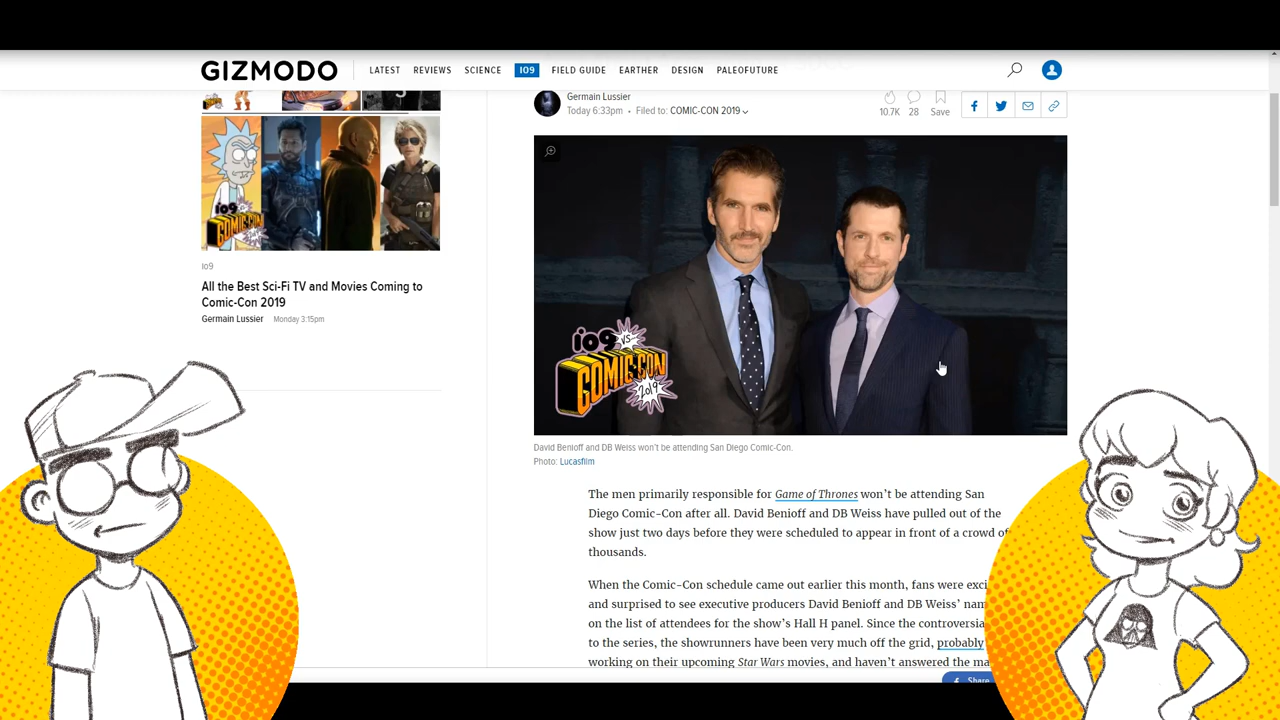 GIZMODO
LATEST REVIEWS SCIENCE IO9 FIELD GUIDE EARTHER DESIGN PALEOFUTURE
io9
COMIC CON
io9
All the Best Sci-Fi TV and Movies Coming to
Comic-Con 2019
Germain Lussier Monday 3:15pm
Germain Lussier
Today 6:33pm • Filed to: COMIC-CON 2019
10.7K 28 Save
io9 VS.
COMIC CON
2019
David Benioff and DB Weiss won't be attending San Diego Comic-Con.
Photo: Lucasfilm
The men primarily responsible for Game of Thrones won't be attending San
Diego Comic-Con after all. David Benioff and DB Weiss have pulled out of the
show just two days before they were scheduled to appear in front of a crowd of
thousands.
When the Comic-Con schedule came out earlier this month, fans were exci
and surprised to see executive producers David Benioff and DB Weiss' nam
on the list of attendees for the show's Hall H panel. Since the controversia
to the series, the showrunners have been very much off the grid, probably
working on their upcoming Star Wars movies, and haven't answered the ma
Share